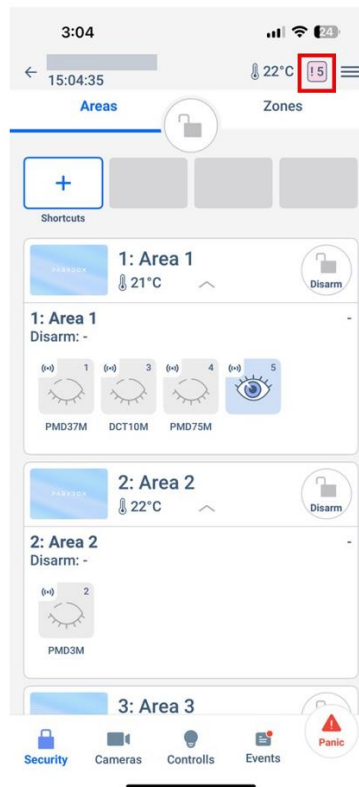 3:04
24
15:04:35
22°C
! 5
Areas
Zones
+
Shortcuts
PARADOX
1: Area 1
21°C
Disarm
1: Area 1
-
Disarm: -
1
3
4
5
PMD37M
DCT10M
PMD75M
PARADOX
2: Area 2
22°C
Disarm
2: Area 2
-
Disarm: -
2
PMD3M
3: Area 3
Security
Cameras
Controlls
Events
Panic